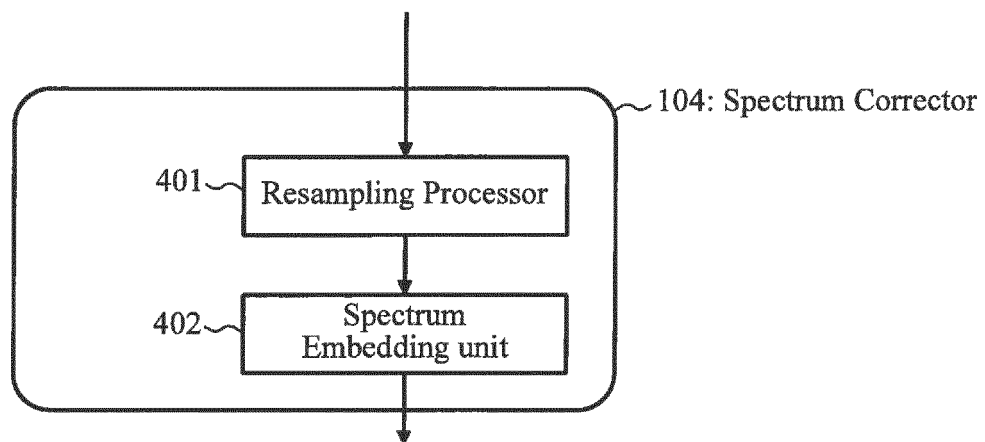 104: Spectrum Corrector
401
Resampling Processor
402
Spectrum
Embedding unit